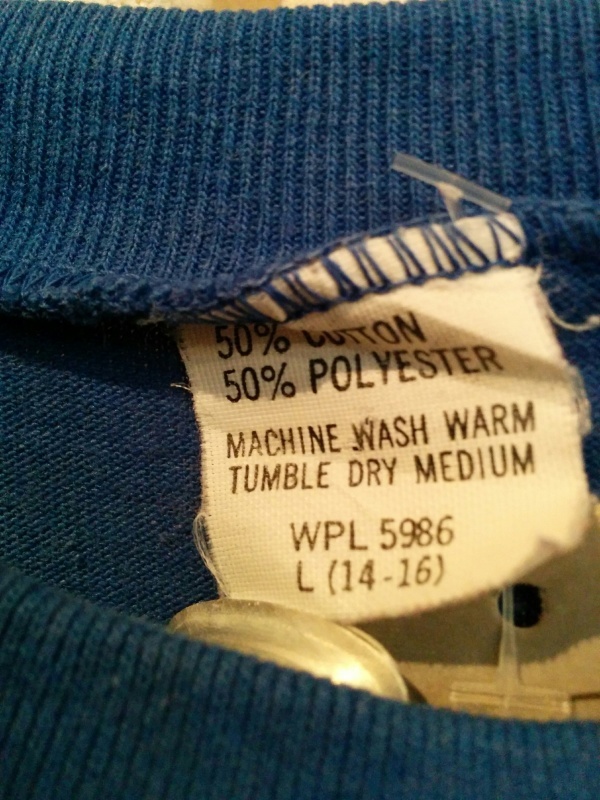 50% COTTON
50% POLYESTER
MACHINE WASH WARM
TUMBLE DRY MEDIUM
WPL 5986
L (14-16)